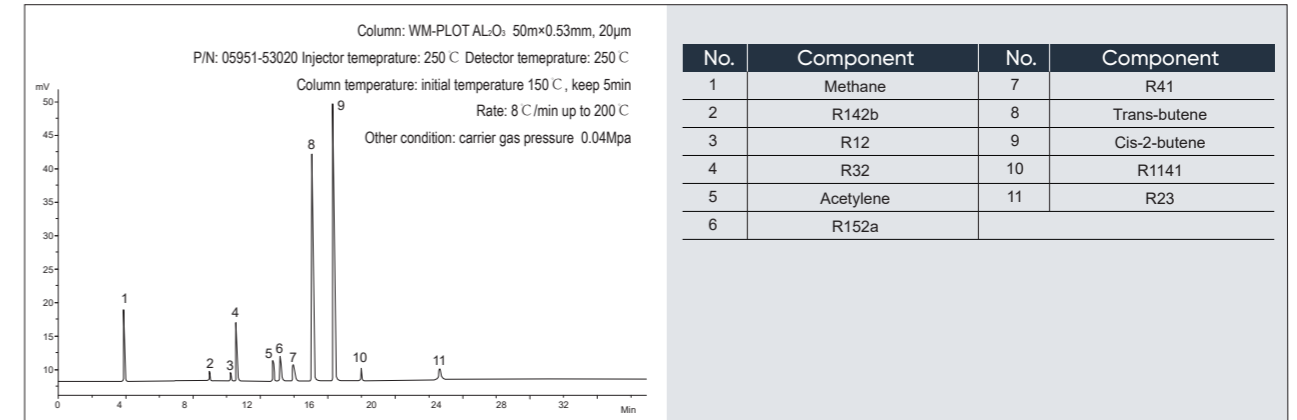 Column: WM-PLOT AL₂O₃ 50m×0.53mm, 20μm
P/N: 05951-53020 Injector temeprature: 250℃ Detector temeprature: 250℃
Column temperature: initial temperature 150℃, keep 5min
Rate: 8℃/min up to 200℃
Other condition: carrier gas pressure 0.04Mpa
mV
50
45
40
35
30
25
20
15
10
1
2
3
4
5
6
7
8
9
10
11
0 4 8 12 16 20 24 28 32 Min
No. Component No. Component
1 Methane 7 R41
2 R142b 8 Trans-butene
3 R12 9 Cis-2-butene
4 R32 10 R1141
5 Acetylene 11 R23
6 R152a